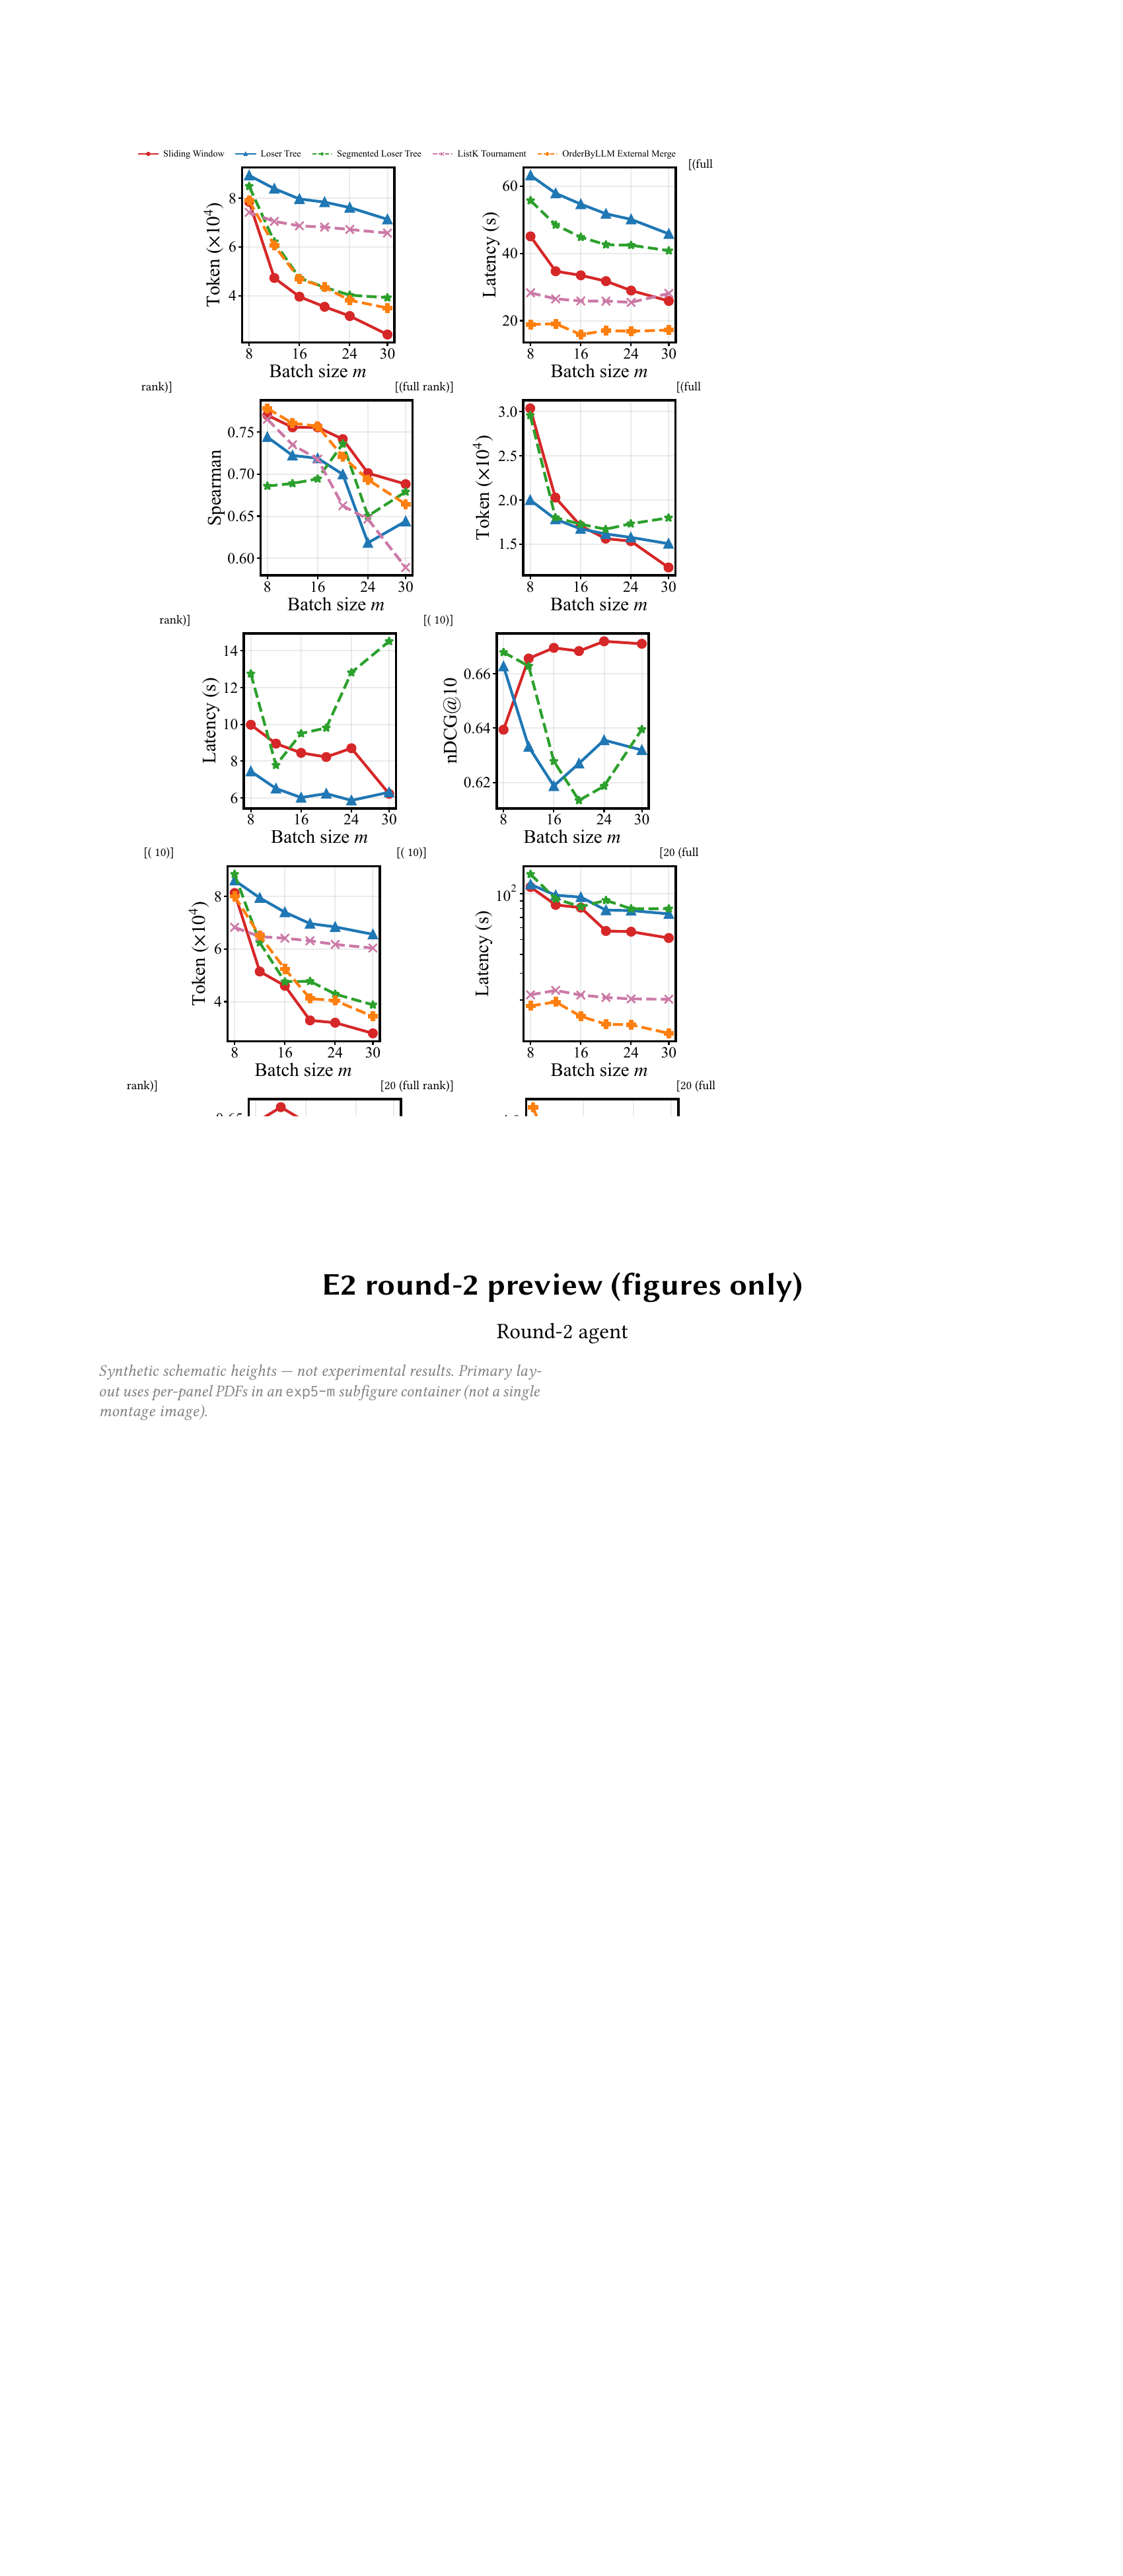 Sliding Window Loser Tree Segmented Loser Tree ListK Tournament OrderByLLM External Merge
[(full
8
6
4
Token (×10⁴)
8 16 24 30
Batch size m
60
40
20
Latency (s)
8 16 24 30
Batch size m
rank)] [(full rank)] [(full
0.75
0.70
0.65
0.60
Spearman
8 16 24 30
Batch size m
3.0
2.5
2.0
1.5
Token (×10⁴)
8 16 24 30
Batch size m
rank)] [( 10)]
14
12
10
8
6
Latency (s)
8 16 24 30
Batch size m
0.66
0.64
0.62
nDCG@10
8 16 24 30
Batch size m
[( 10)] [( 10)] [20 (full
8
6
4
Token (×10⁴)
8 16 24 30
Batch size m
10²
Latency (s)
8 16 24 30
Batch size m
rank)] [20 (full rank)] [20 (full
E2 round-2 preview (figures only)
Round-2 agent
Synthetic schematic heights — not experimental results. Primary lay-
out uses per-panel PDFs in an exp5-m subfigure container (not a single
montage image).